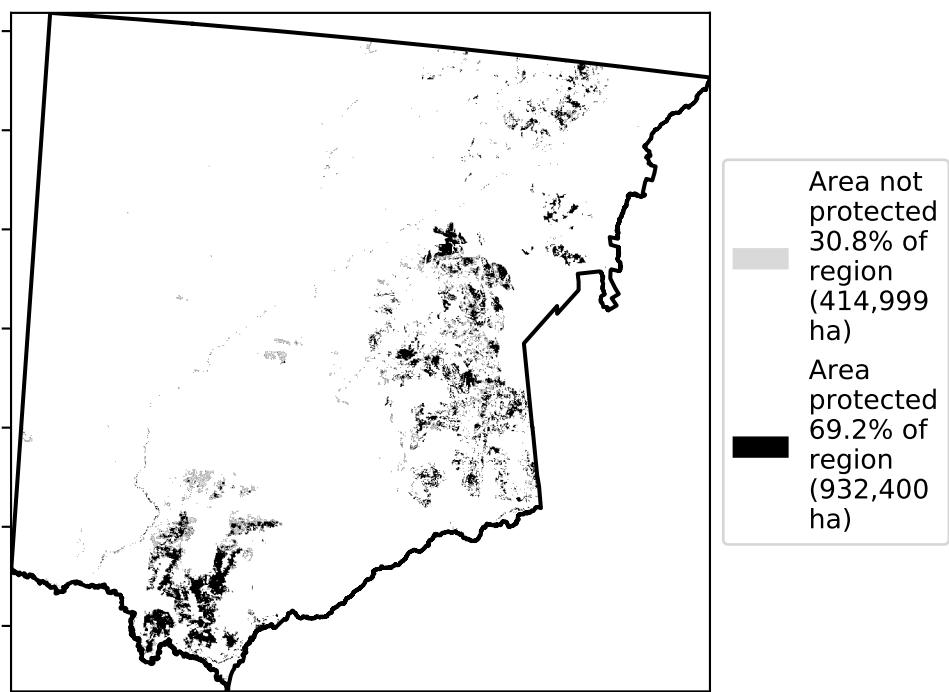 Area not
protected
30.8% of
region
(414,999
ha)
Area
protected
69.2% of
region
(932,400
ha)